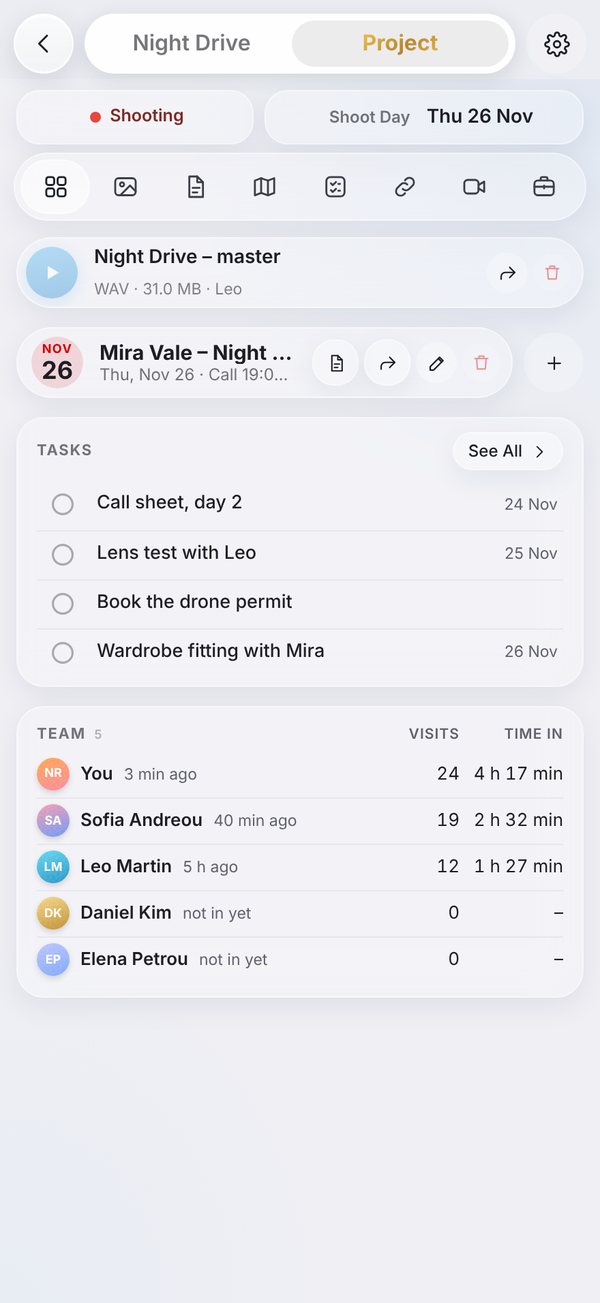 Night Drive Project
Shooting Shoot Day Thu 26 Nov
Night Drive – master
WAV · 31.0 MB · Leo
NOV
26
Mira Vale – Night ...
Thu, Nov 26 · Call 19:0...
TASKS See All
Call sheet, day 2 24 Nov
Lens test with Leo 25 Nov
Book the drone permit
Wardrobe fitting with Mira 26 Nov
TEAM 5 VISITS TIME IN
NR You 3 min ago 24 4 h 17 min
SA Sofia Andreou 40 min ago 19 2 h 32 min
LM Leo Martin 5 h ago 12 1 h 27 min
DK Daniel Kim not in yet 0 –
EP Elena Petrou not in yet 0 –